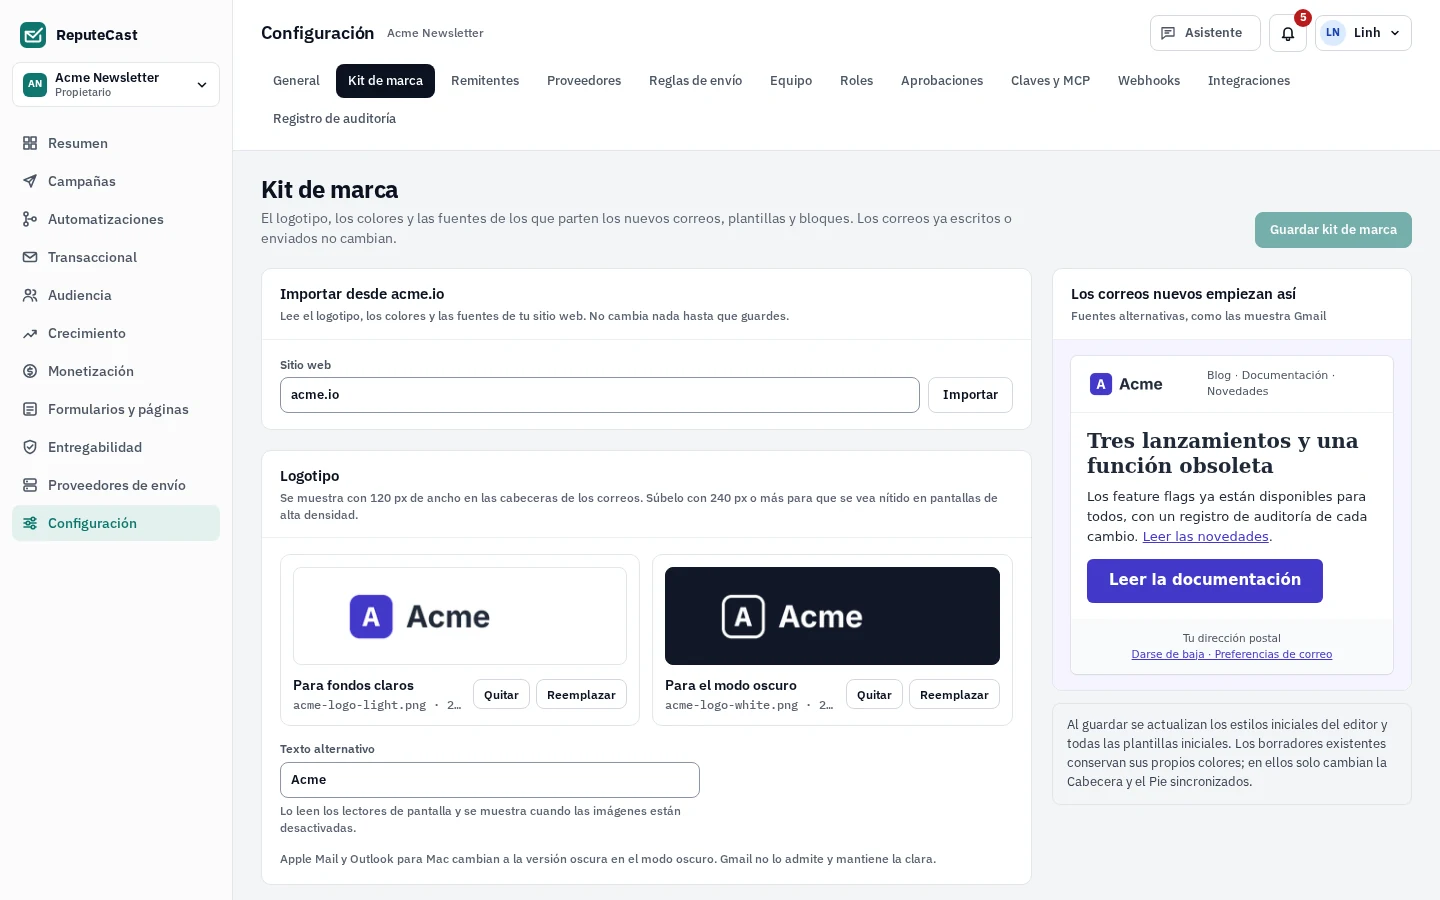 ReputeCast
AN
Acme Newsletter
Propietario
Resumen
Campañas
Automatizaciones
Transaccional
Audiencia
Crecimiento
Monetización
Formularios y páginas
Entregabilidad
Proveedores de envío
Configuración
Configuración
Acme Newsletter
Asistente
5
LN
Linh
General
Kit de marca
Remitentes
Proveedores
Reglas de envío
Equipo
Roles
Aprobaciones
Claves y MCP
Webhooks
Integraciones
Registro de auditoría
Kit de marca
El logotipo, los colores y las fuentes de los que parten los nuevos correos, plantillas y bloques. Los correos ya escritos o
enviados no cambian.
Guardar kit de marca
Importar desde acme.io
Lee el logotipo, los colores y las fuentes de tu sitio web. No cambia nada hasta que guardes.
Sitio web
acme.io
Importar
Logotipo
Se muestra con 120 px de ancho en las cabeceras de los correos. Súbelo con 240 px o más para que se vea nítido en pantallas de
alta densidad.
A Acme
Para fondos claros
acme-logo-light.png · 2…
Quitar
Reemplazar
A Acme
Para el modo oscuro
acme-logo-white.png · 2…
Quitar
Reemplazar
Texto alternativo
Acme
Lo leen los lectores de pantalla y se muestra cuando las imágenes están
desactivadas.
Apple Mail y Outlook para Mac cambian a la versión oscura en el modo oscuro. Gmail no lo admite y mantiene la clara.
Los correos nuevos empiezan así
Fuentes alternativas, como las muestra Gmail
A Acme
Blog · Documentación ·
Novedades
Tres lanzamientos y una
función obsoleta
Los feature flags ya están disponibles para
todos, con un registro de auditoría de cada
cambio. Leer las novedades.
Leer la documentación
Tu dirección postal
Darse de baja · Preferencias de correo
Al guardar se actualizan los estilos iniciales del editor y
todas las plantillas iniciales. Los borradores existentes
conservan sus propios colores; en ellos solo cambian la
Cabecera y el Pie sincronizados.